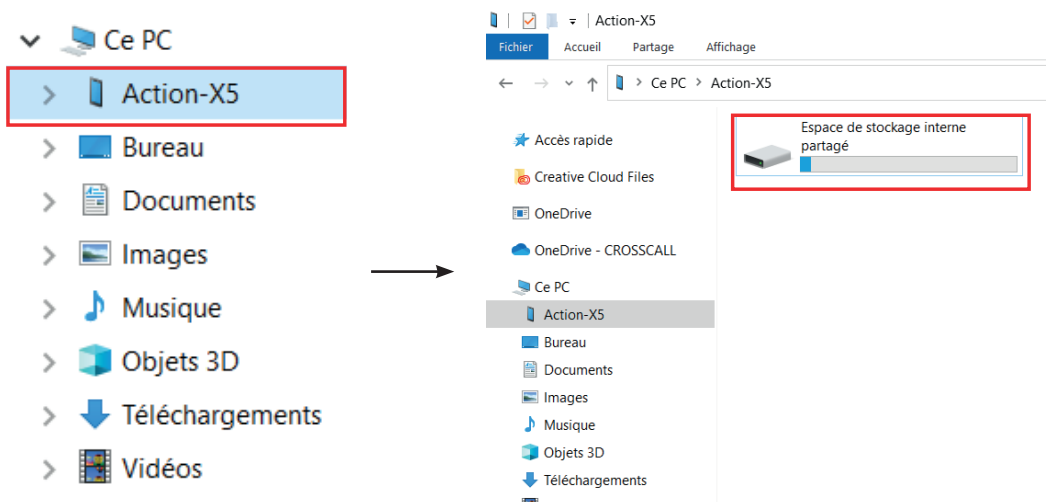 Ce PC
Action-X5
Bureau
Documents
Images
Musique
Objets 3D
Téléchargements
Vidéos
Action-X5
Fichier Accueil Partage Affichage
Ce PC Action-X5
Accès rapide
Creative Cloud Files
OneDrive
OneDrive - CROSSCALL
Ce PC
Action-X5
Bureau
Documents
Images
Musique
Objets 3D
Téléchargements
Espace de stockage interne
partagé